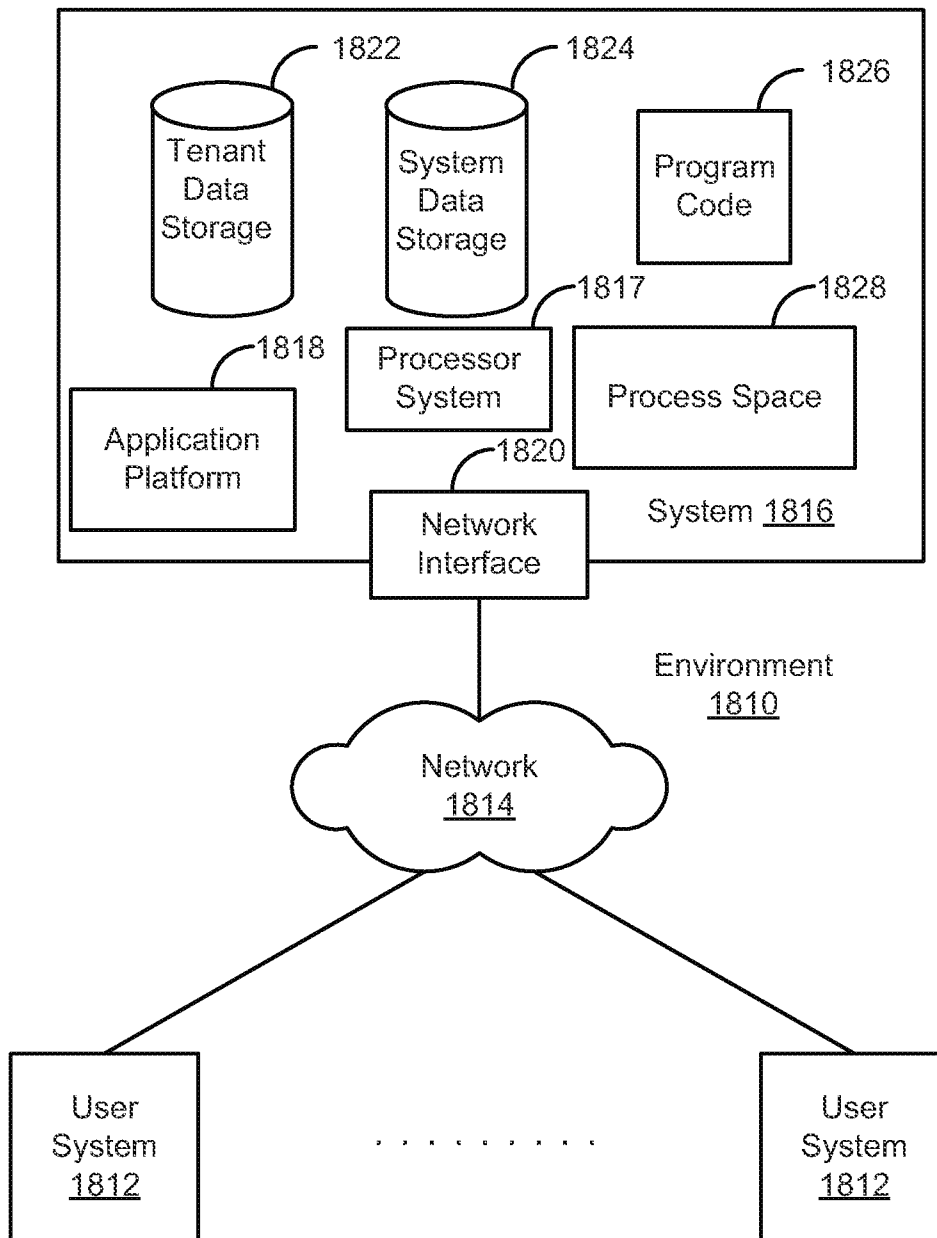 1822
1824
1826
Tenant
Data
Storage
System
Data
Storage
Program
Code
1817
1828
1818
Processor
System
Process Space
Application
Platform
1820
Network
Interface
System 1816
Environment
1810
Network
1814
User
System
1812
. . . . . . . . .
User
System
1812